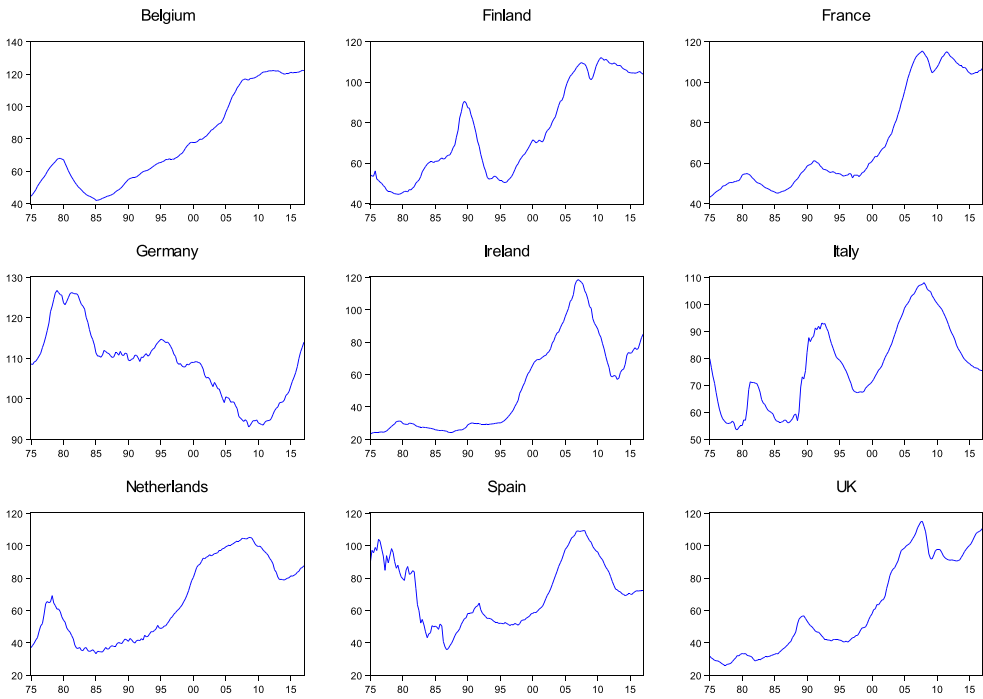 Belgium Finland France
140 120 120
120 100 100
100 80 80
80 60 60
60 40 40
40
75 80 85 90 95 00 05 10 15 75 80 85 90 95 00 05 10 15 75 80 85 90 95 00 05 10 15
Germany Ireland Italy
130 120 110
120 100 100
110 80 90
100 60 80
90 40 70
20 60
50
75 80 85 90 95 00 05 10 15 75 80 85 90 95 00 05 10 15 75 80 85 90 95 00 05 10 15
Netherlands Spain UK
120 120 120
100 100 100
80 80 80
60 60 60
40 40 40
20 20 20
75 80 85 90 95 00 05 10 15 75 80 85 90 95 00 05 10 15 75 80 85 90 95 00 05 10 15